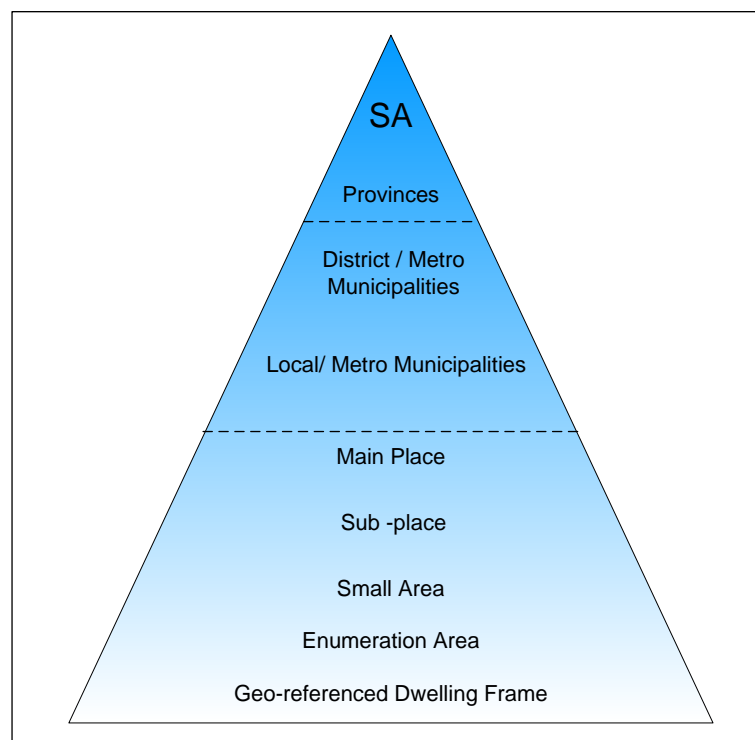 SA
Provinces
District / Metro
Municipalities
Local/ Metro Municipalities
Main Place
Sub -place
Small Area
Enumeration Area
Geo-referenced Dwelling Frame